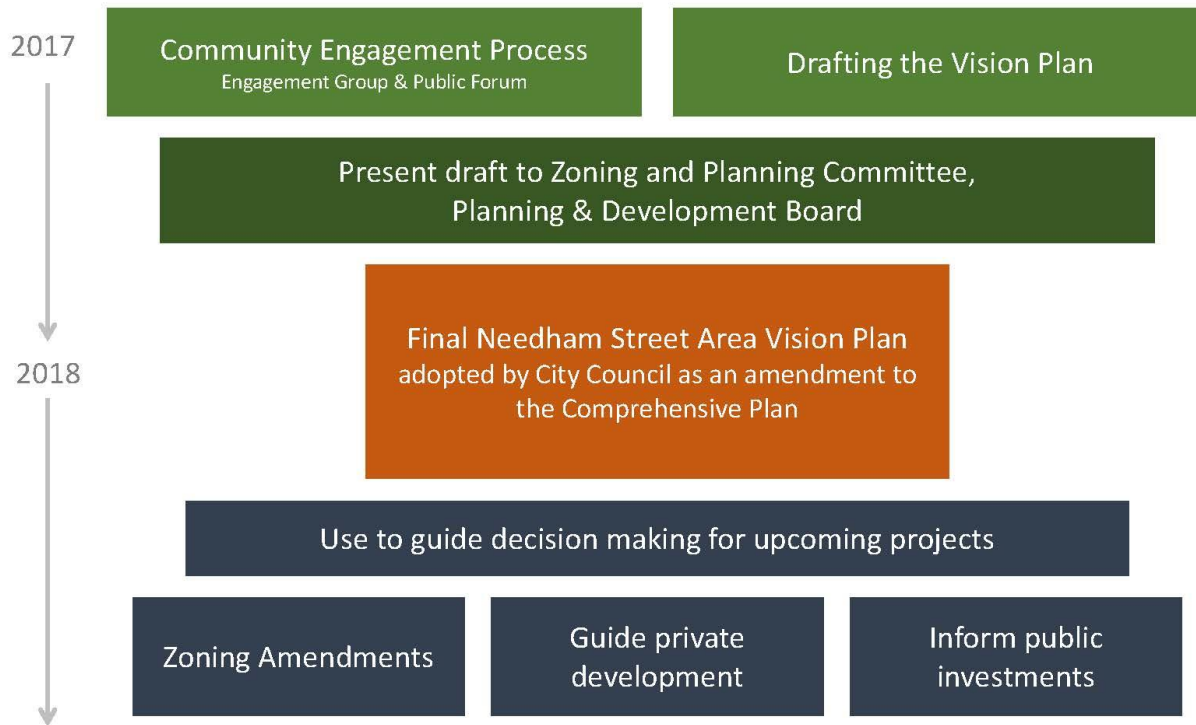 2017
Community Engagement Process
Engagement Group & Public Forum
Drafting the Vision Plan
Present draft to Zoning and Planning Committee,
Planning & Development Board
Final Needham Street Area Vision Plan
adopted by City Council as an amendment to
the Comprehensive Plan
2018
Use to guide decision making for upcoming projects
Zoning Amendments
Guide private
development
Inform public
investments